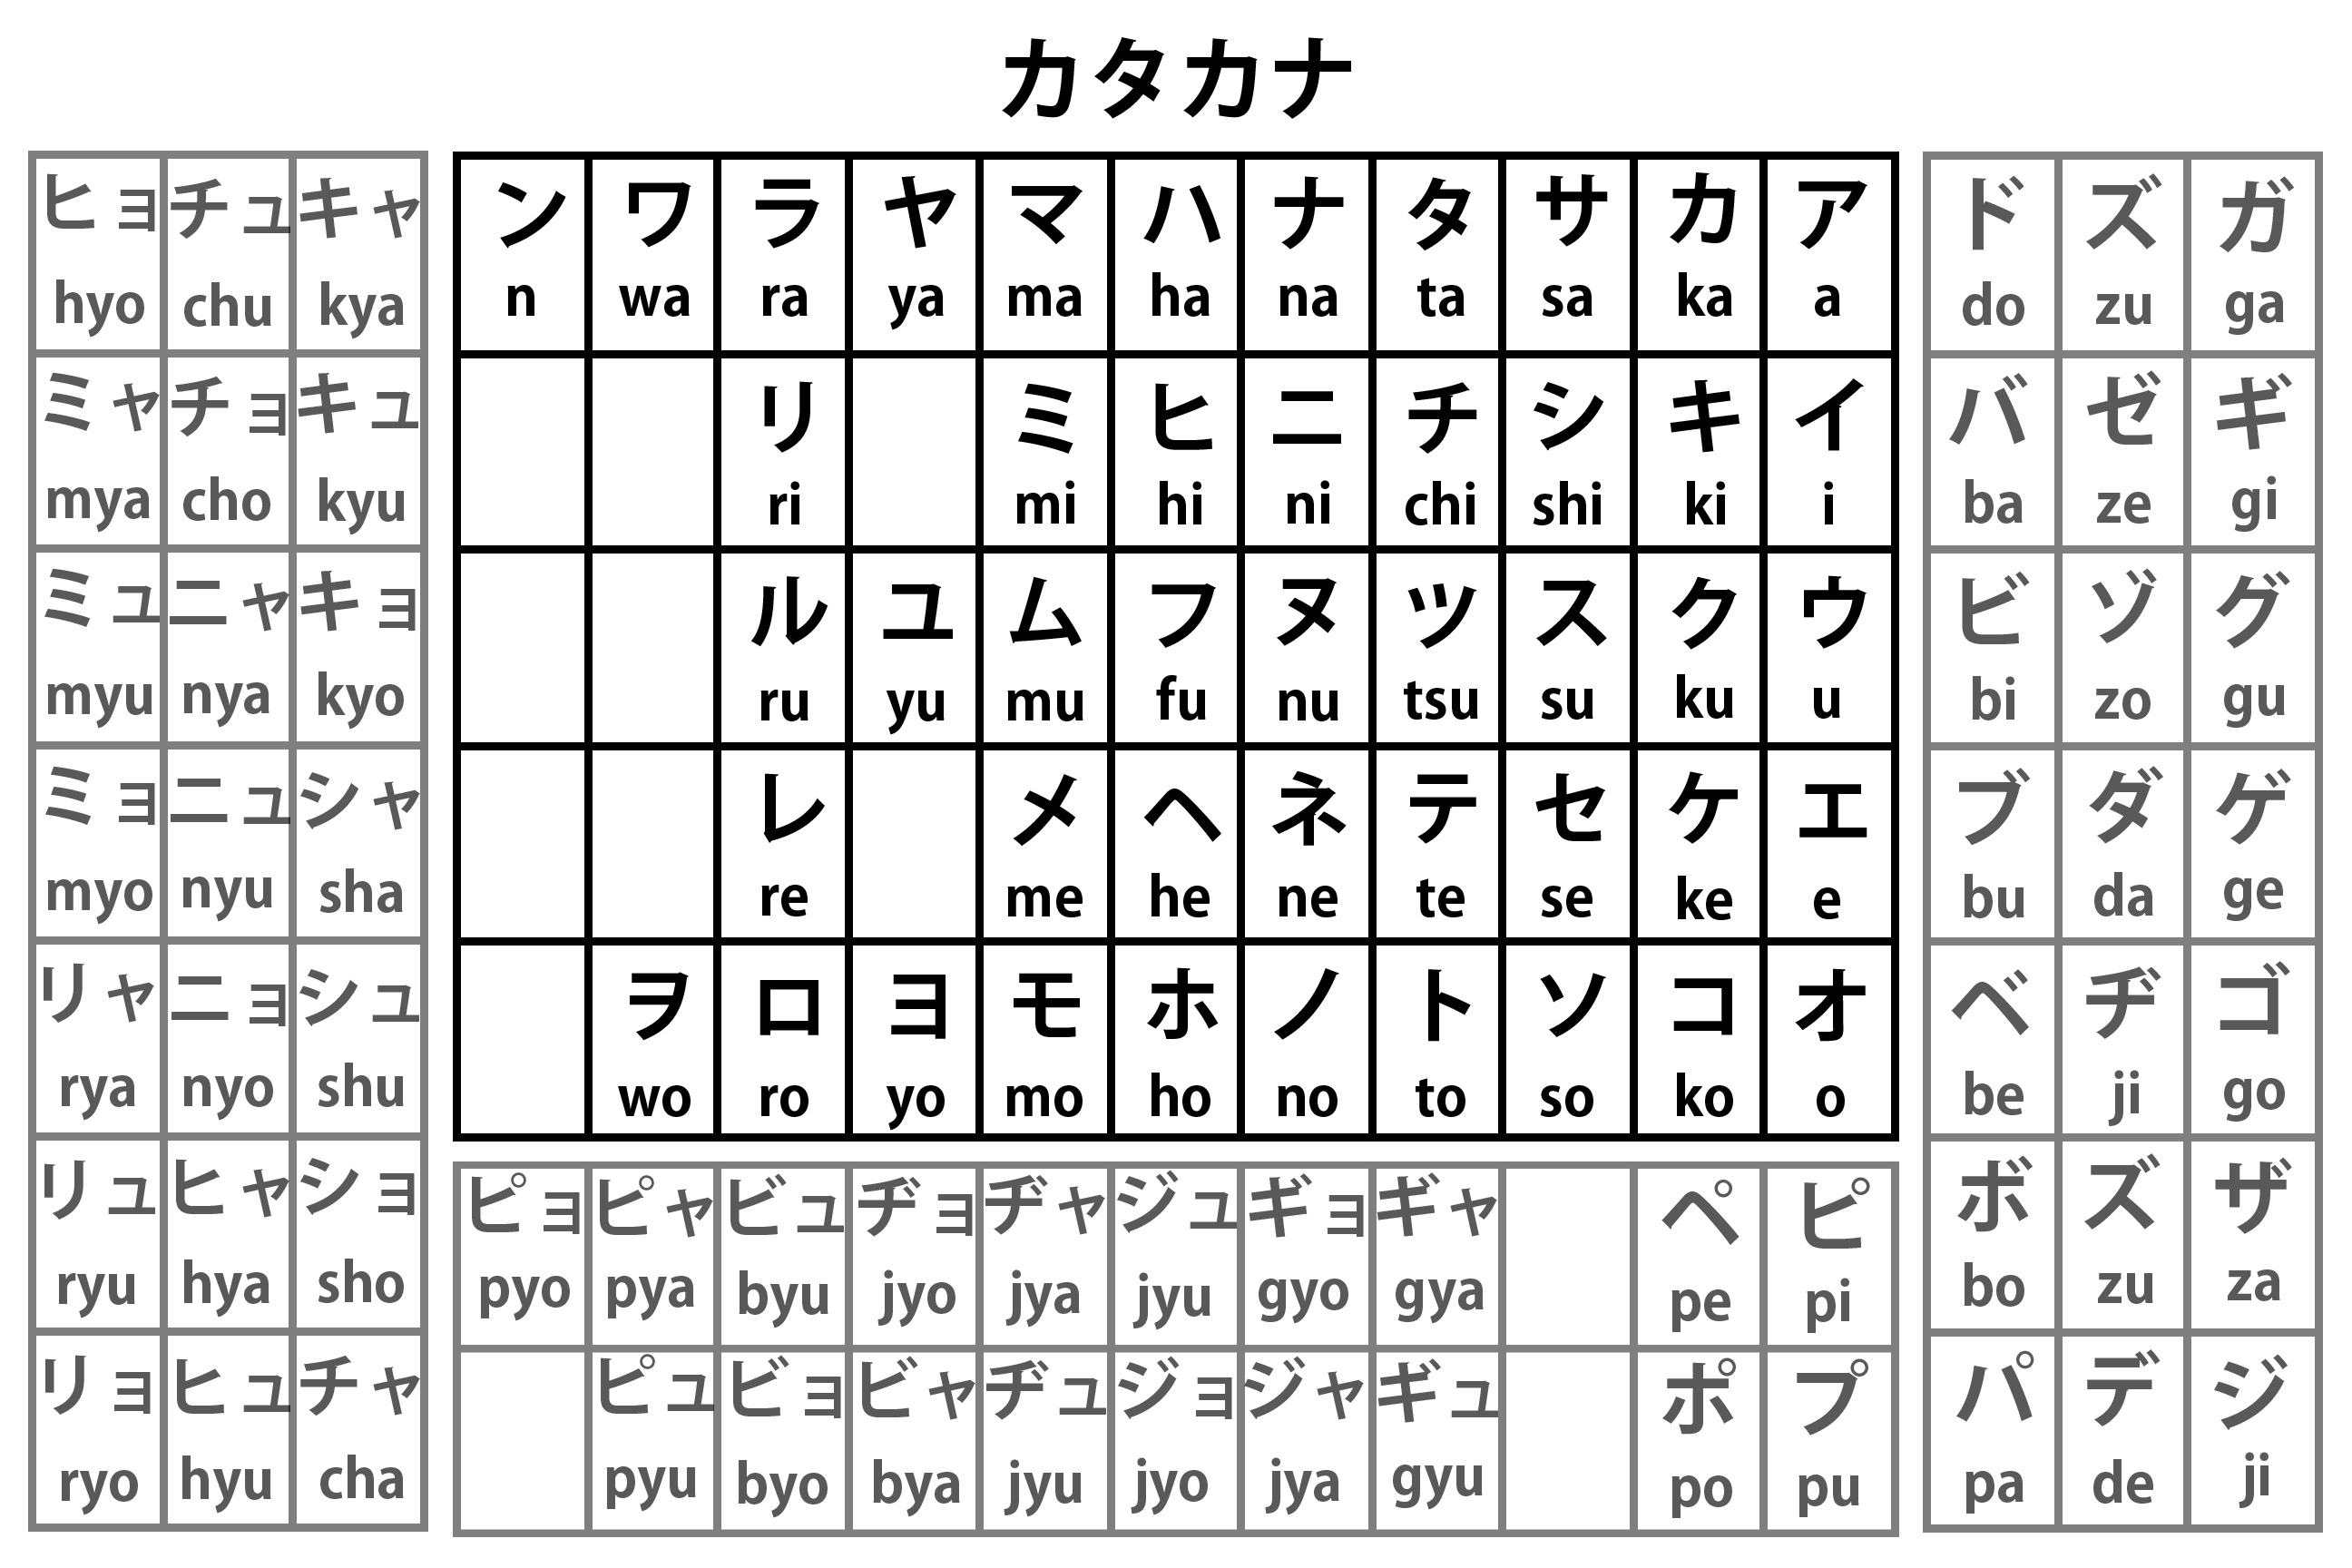 カタカナ
ヒョ チュ キャ
hyo chu kya
ミャ チョ キュ
mya cho kyu
ミュ ニャ キョ
myu nya kyo
ミョ ニュ シャ
myo nyu sha
リャ ニョ シュ
rya nyo shu
リュ ヒャ ショ
ryu hya sho
リョ ヒュ チャ
ryo hyu cha
ン ワ ラ ヤ マ ハ ナ タ サ カ ア
n wa ra ya ma ha na ta sa ka a
リ ミ ヒ ニ チ シ キ イ
ri mi hi ni chi shi ki i
ル ユ ム フ ヌ ツ ス ク ウ
ru yu mu fu nu tsu su ku u
レ メ ヘ ネ テ セ ケ エ
re me he ne te se ke e
ヲ ロ ヨ モ ホ ノ ト ソ コ オ
wo ro yo mo ho no to so ko o
ピョ ピャ ビュ ヂョ ヂャ ジュ ギョ ギャ ペ ピ
pyo pya byu jyo jya jyu gyo gya pe pi
ピュ ビョ ビャ ヂュ ジョ ジャ ギュ ポ プ
pyu byo bya jyu jyo jya gyu po pu
ド ズ ガ
do zu ga
バ ゼ ギ
ba ze gi
ビ ゾ グ
bi zo gu
ブ ダ ゲ
bu da ge
ベ ヂ ゴ
be ji go
ボ ズ ザ
bo zu za
パ デ ジ
pa de ji